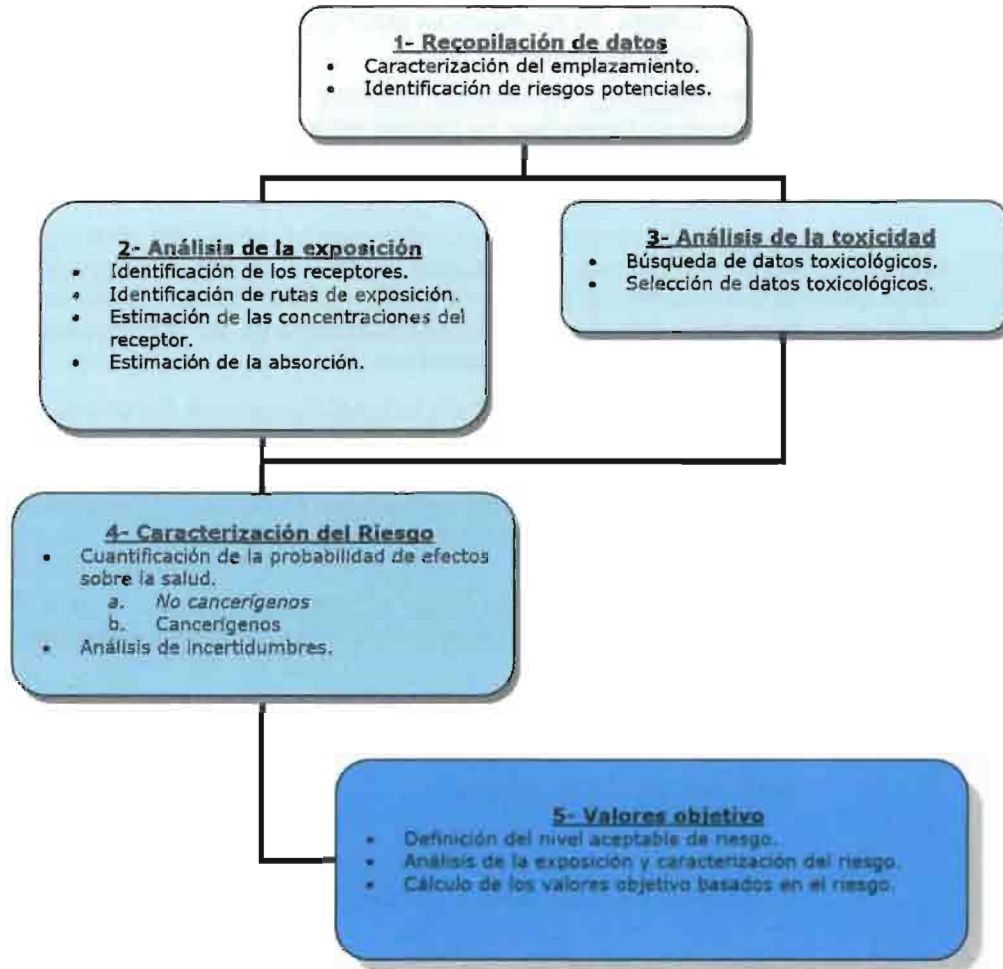 1- Recopilación de datos
• Caracterización del emplazamiento.
• Identificación de riesgos potenciales.
2- Análisis de la exposición
• Identificación de los receptores.
• Identificación de rutas de exposición.
• Estimación de las concentraciones del
receptor.
• Estimación de la absorción.
3- Análisis de la toxicidad
• Búsqueda de datos toxicológicos.
• Selección de datos toxicológicos.
4- Caracterización del Riesgo
• Cuantificación de la probabilidad de efectos
sobre la salud.
a. No cancerígenos
b. Cancerígenos
• Análisis de incertidumbres.
5- Valores objetivo
• Definición del nivel aceptable de riesgo.
• Análisis de la exposición y caracterización del riesgo.
• Cálculo de los valores objetivo basados en el riesgo.